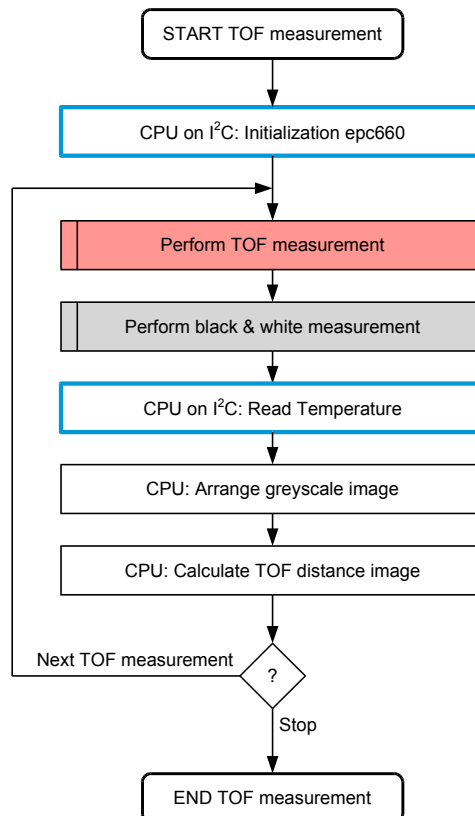 START TOF measurement
CPU on I²C: Initialization epc660
Perform TOF measurement
Perform black & white measurement
CPU on I²C: Read Temperature
CPU: Arrange greyscale image
CPU: Calculate TOF distance image
Next TOF measurement
?
Stop
END TOF measurement